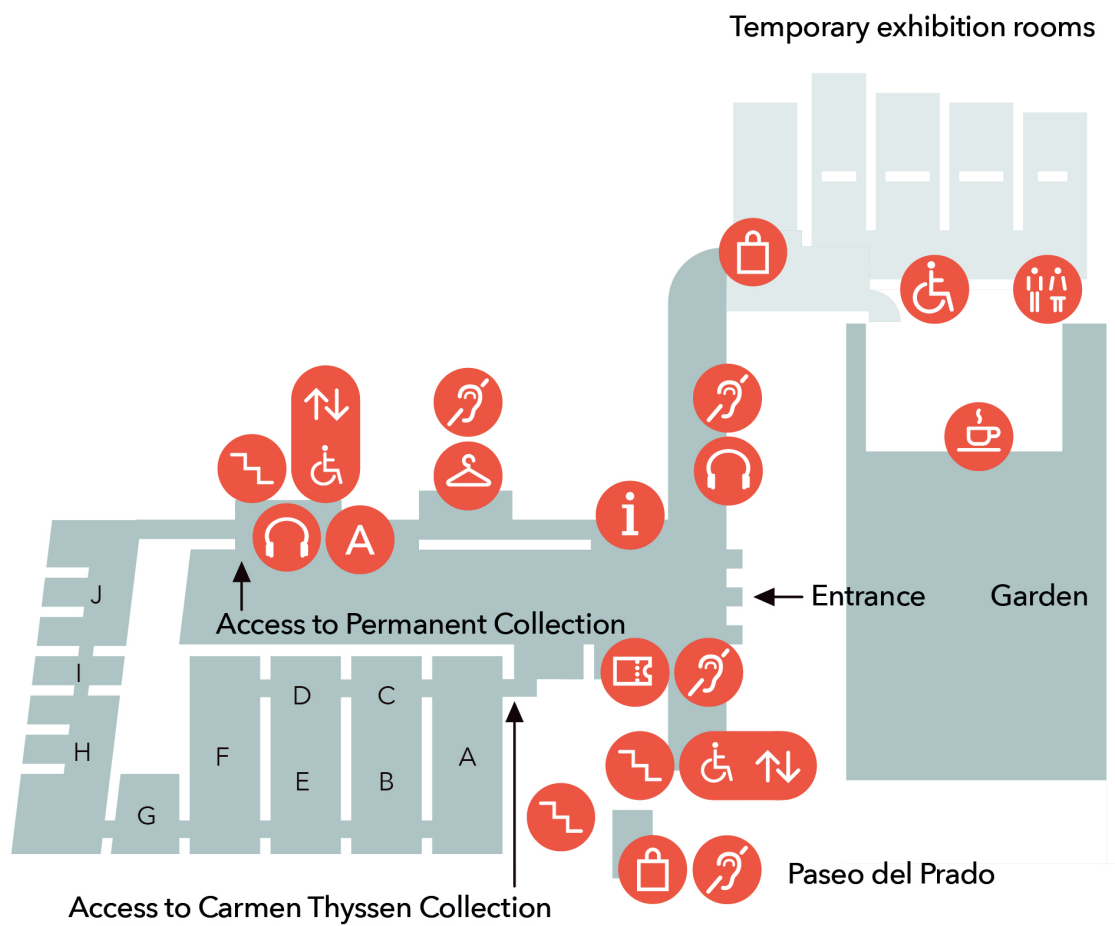 Temporary exhibition rooms
i
A
J
Access to Permanent Collection
Entrance
Garden
I
D
C
H
F
A
E
B
G
Paseo del Prado
Access to Carmen Thyssen Collection